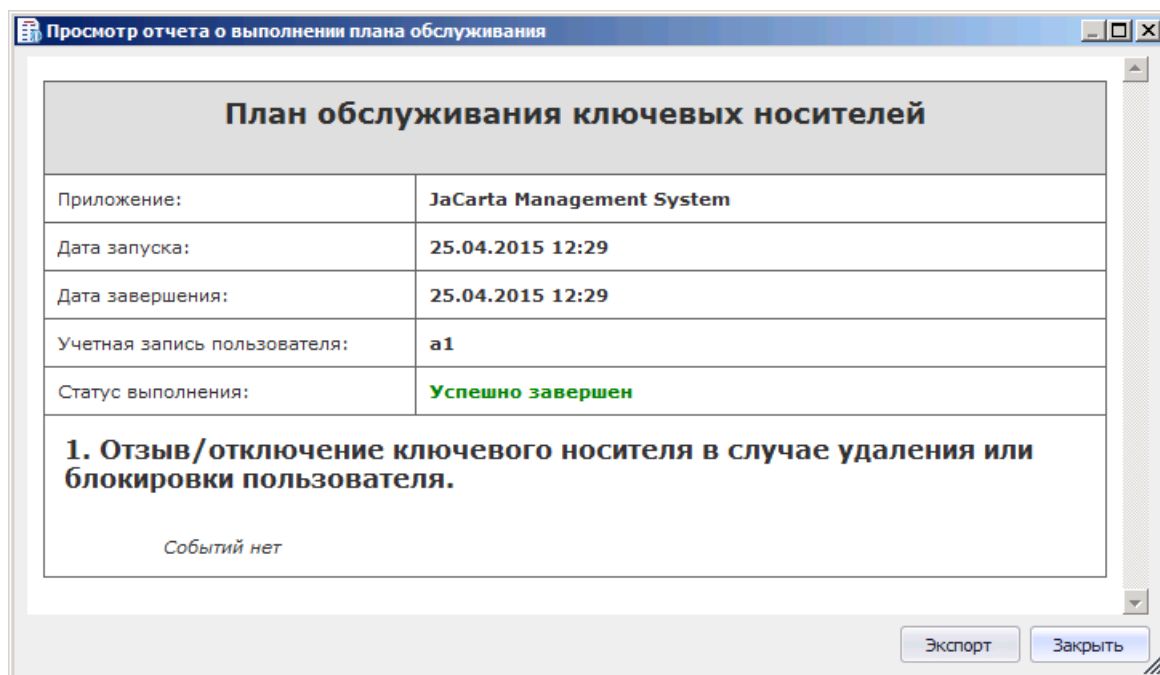 Просмотр отчета о выполнении плана обслуживания
План обслуживания ключевых носителей
Приложение: JaCarta Management System
Дата запуска: 25.04.2015 12:29
Дата завершения: 25.04.2015 12:29
Учетная запись пользователя: a1
Статус выполнения: Успешно завершен
1. Отзыв/отключение ключевого носителя в случае удаления или
блокировки пользователя.
Событий нет
Экспорт Закрыть